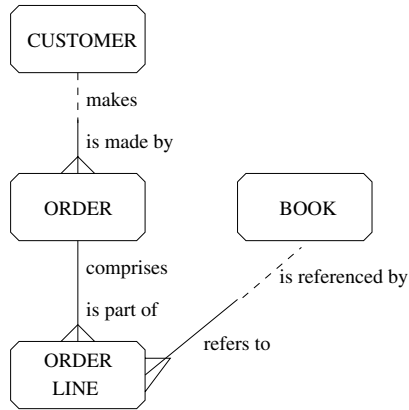 CUSTOMER
makes
is made by
ORDER
BOOK
comprises
is referenced by
is part of
refers to
ORDER
LINE